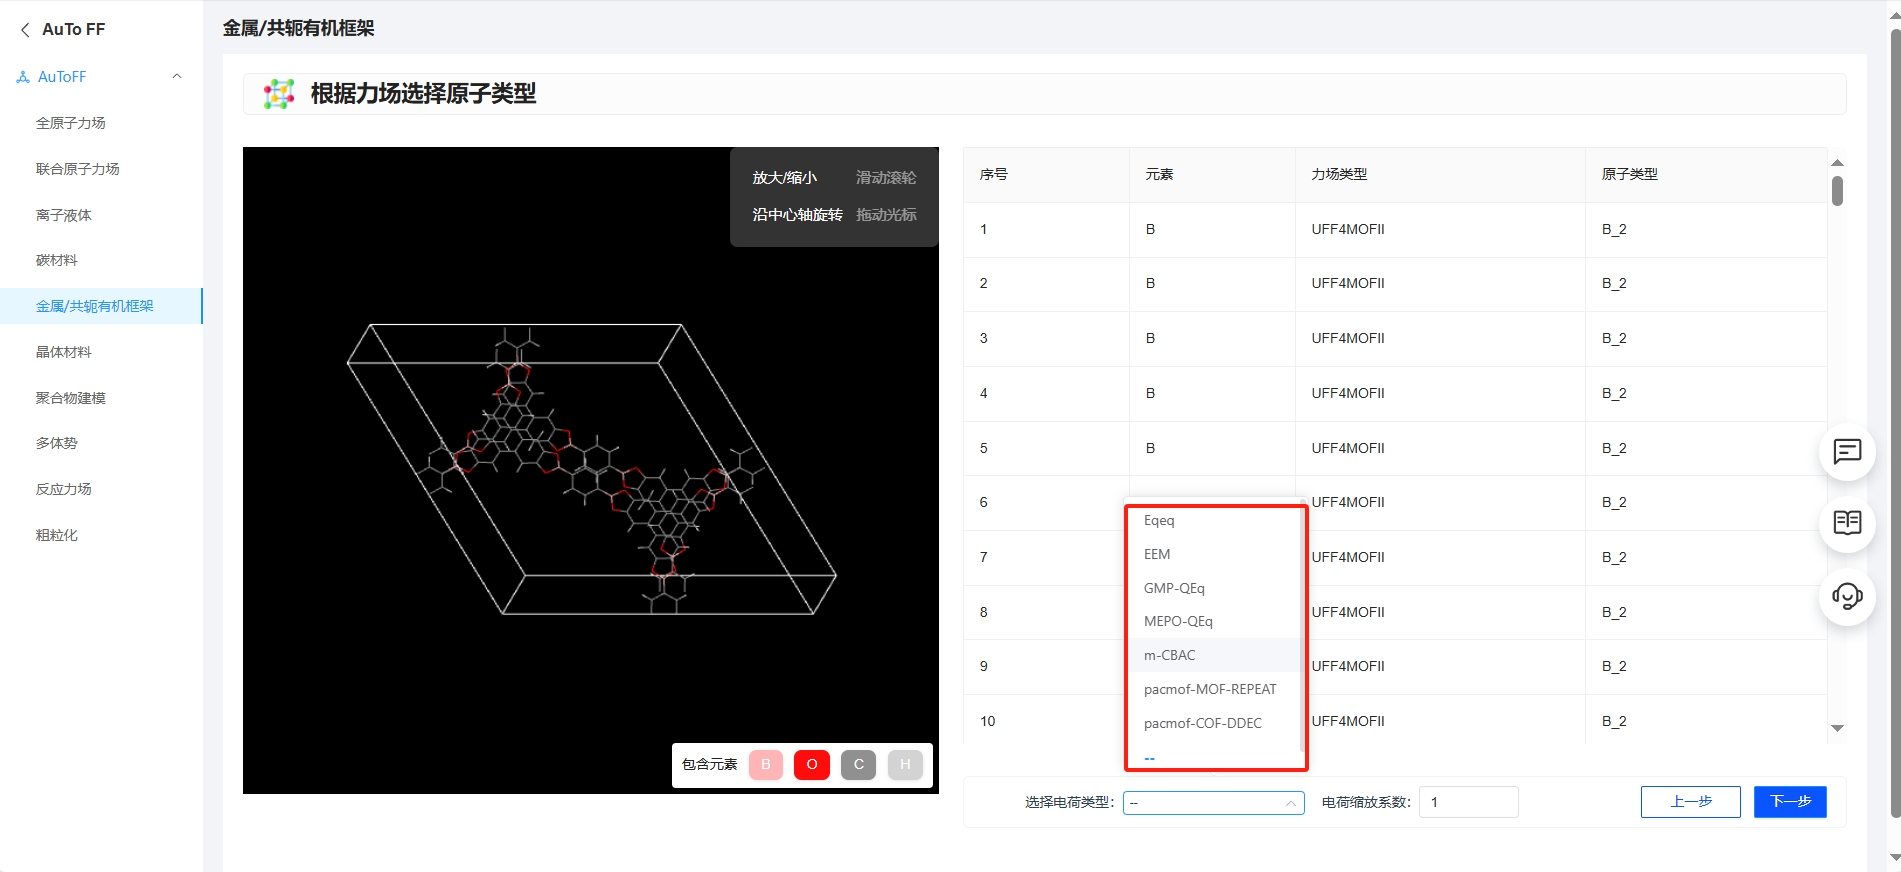 AuTo FF
AuToFF
全原子力场
联合原子力场
离子液体
碳材料
金属/共轭有机框架
晶体材料
聚合物建模
多体势
反应力场
粗粒化
金属/共轭有机框架
根据力场选择原子类型
放大/缩小 滑动滚轮
沿中心轴旋转 拖动光标
包含元素 B O C H
序号 元素 力场类型 原子类型
1 B UFF4MOFII B_2
2 B UFF4MOFII B_2
3 B UFF4MOFII B_2
4 B UFF4MOFII B_2
5 B UFF4MOFII B_2
6 UFF4MOFII B_2
7 UFF4MOFII B_2
8 UFF4MOFII B_2
9 UFF4MOFII B_2
10 UFF4MOFII B_2
Eqeq
EEM
GMP-QEq
MEPO-QEq
m-CBAC
pacmof-MOF-REPEAT
pacmof-COF-DDEC
--
选择电荷类型: -- 电荷缩放系数: 1 上一步 下一步